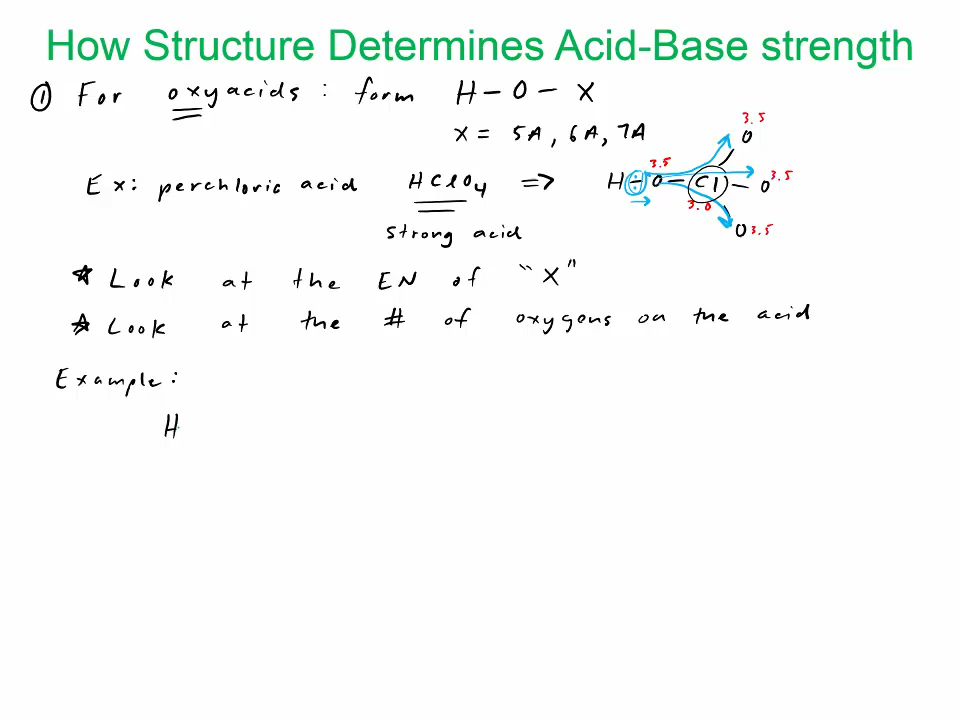 How Structure Determines Acid-Base strength
① For oxyacids : form H - O - X
X = 5A, 6A, 7A
3.5
O
Ex: perchloric acid HClO4 => H - O - Cl - O
3.5 3.0 3.5
O 3.5
strong acid
☆ Look at the EN of "X"
☆ Look at the # of oxygens on the acid
Example:
H